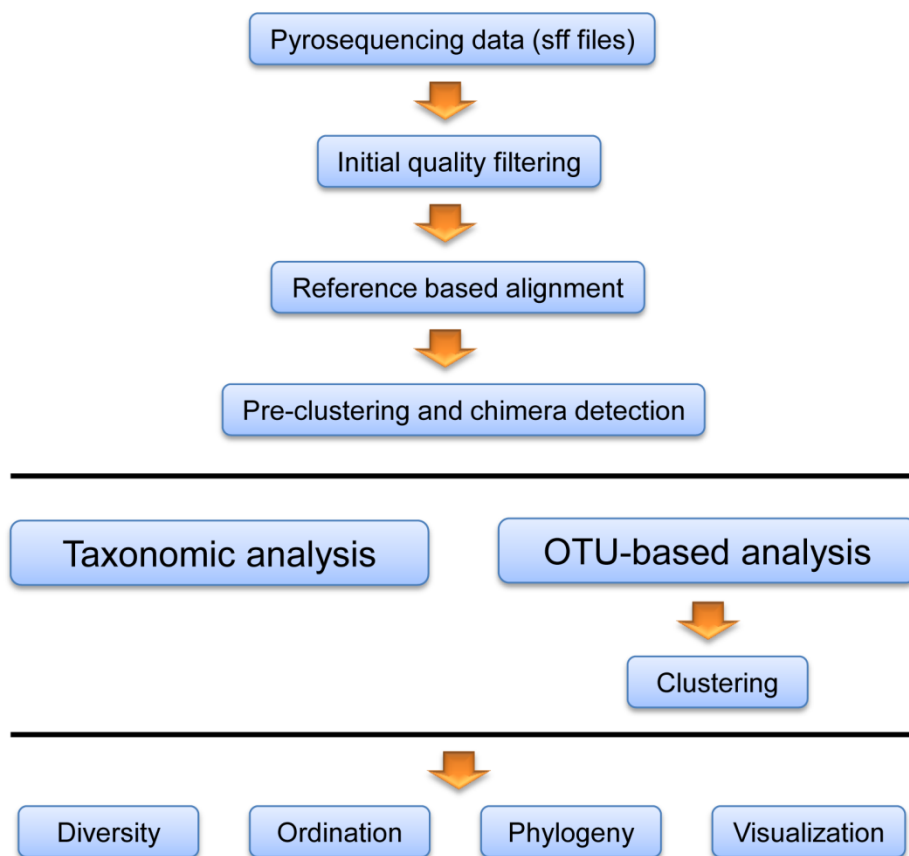 Pyrosequencing data (sff files)
Initial quality filtering
Reference based alignment
Pre-clustering and chimera detection
Taxonomic analysis
OTU-based analysis
Clustering
Diversity
Ordination
Phylogeny
Visualization